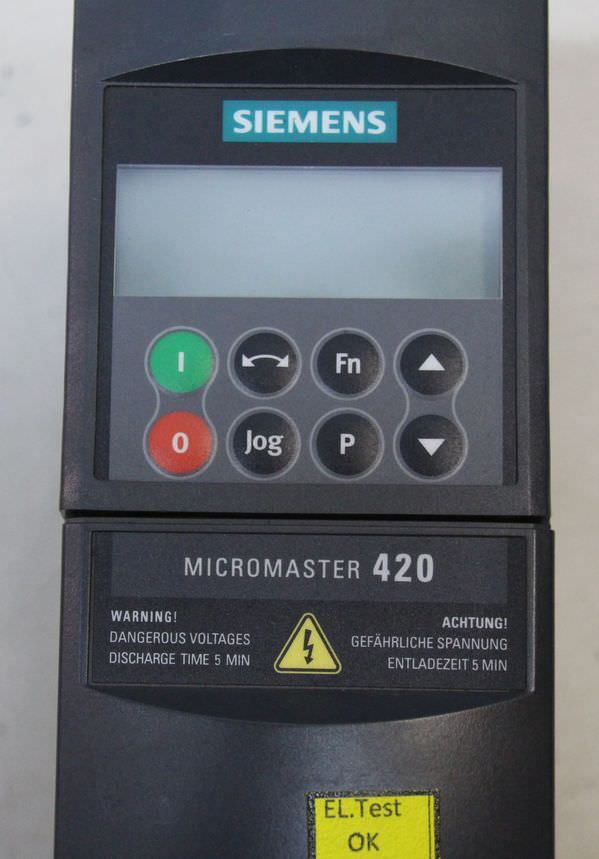 SIEMENS
I
Fn
0
Jog
P
MICROMASTER 420
WARNING!
DANGEROUS VOLTAGES
DISCHARGE TIME 5 MIN
ACHTUNG!
GEFÄHRLICHE SPANNUNG
ENTLADEZEIT 5 MIN
EL.Test
OK